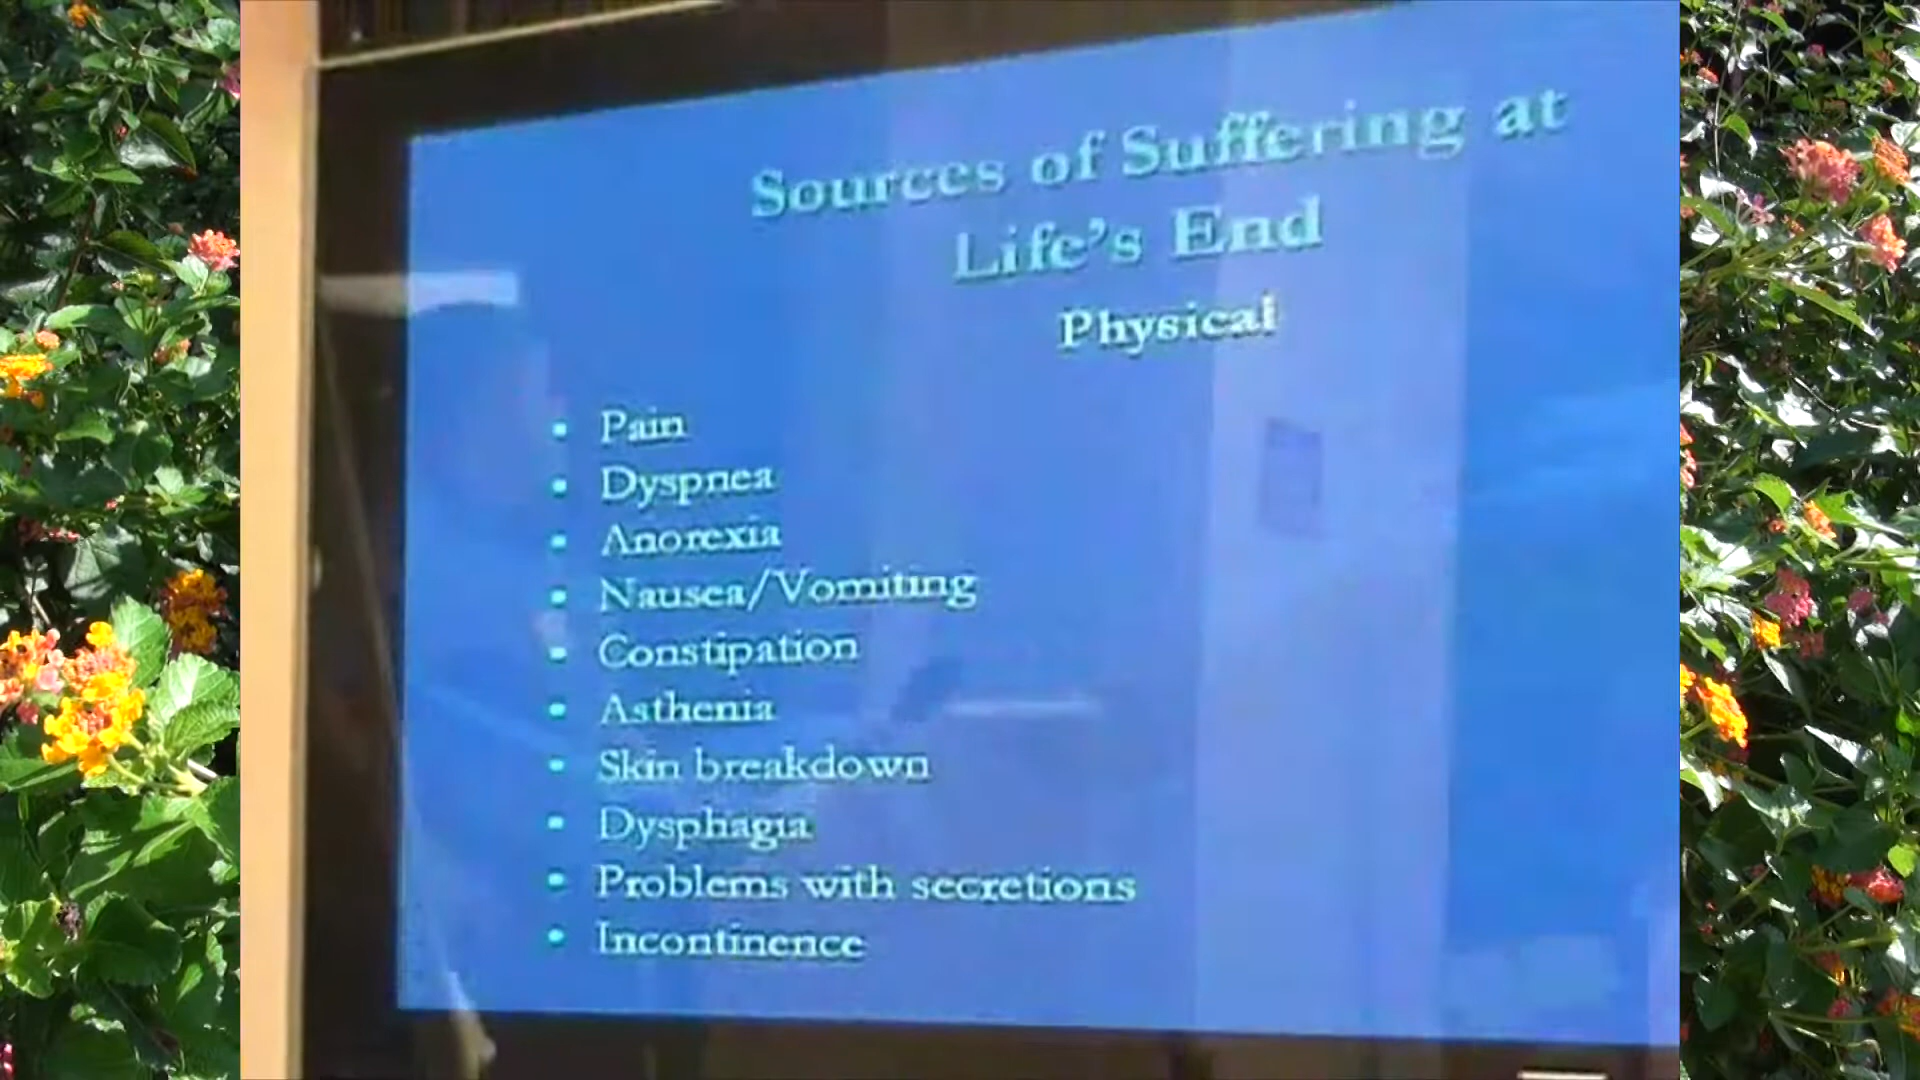 Sources of Suffering at
Life's End
Physical
• Pain
• Dyspnea
• Anorexia
• Nausea/Vomiting
• Constipation
• Asthenia
• Skin breakdown
• Dysphagia
• Problems with secretions
• Incontinence